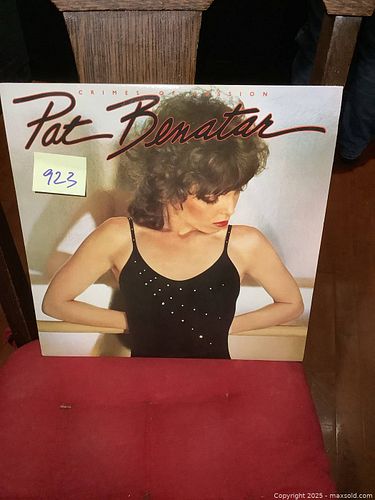 CRIMES OF PASSION
Pat Benatar
923
Copyright 2025 - maxsold.com